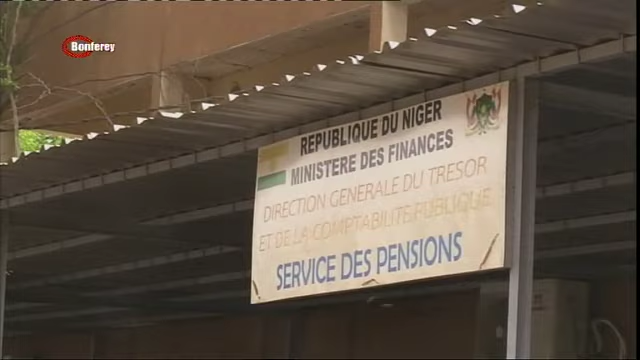 Bonferey
REPUBLIQUE DU NIGER
MINISTERE DES FINANCES
DIRECTION GENERALE DU TRESOR
ET DE LA COMPTABILITE PUBLIQUE
SERVICE DES PENSIONS